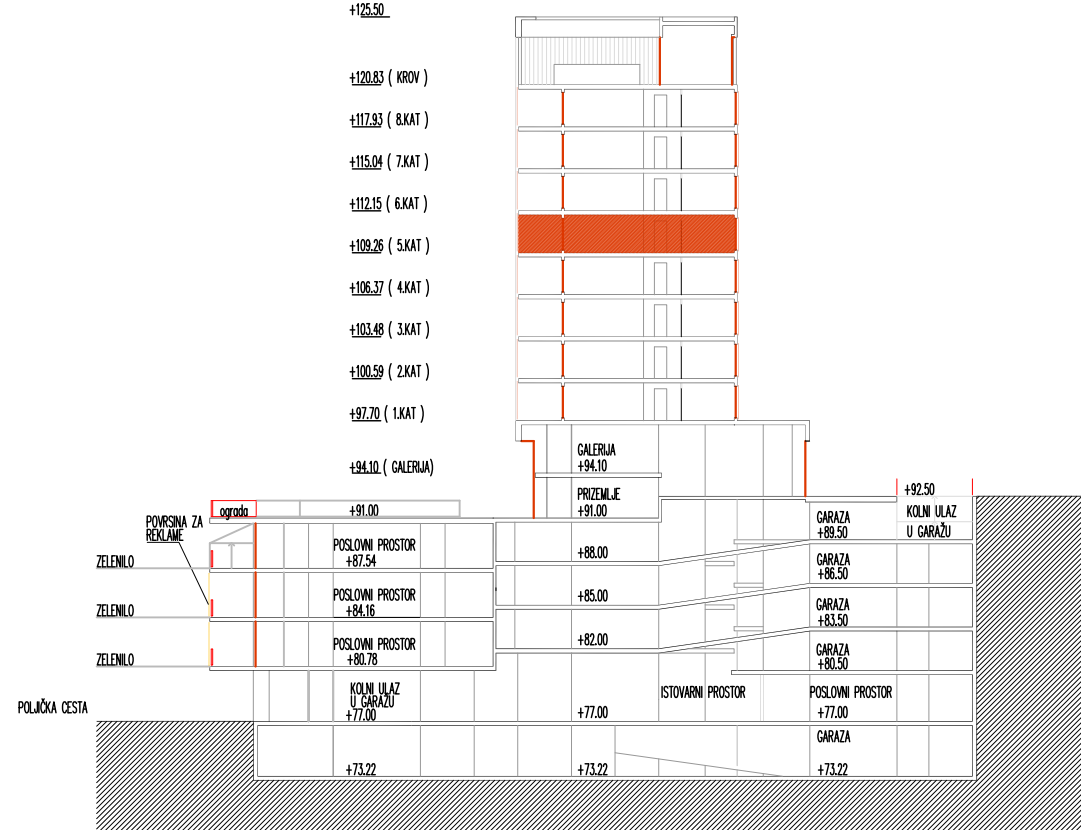 +125.50
+120.83 ( KROV )
+117.93 ( 8.KAT )
+115.04 ( 7.KAT )
+112.15 ( 6.KAT )
+109.26 ( 5.KAT )
+106.37 ( 4.KAT )
+103.48 ( 3.KAT )
+100.59 ( 2.KAT )
+97.70 ( 1.KAT )
+94.10 ( GALERIJA)
GALERIJA
+94.10
PRIZEMLJE
+91.00
ograda
+91.00
+92.50
KOLNI ULAZ
U GARAŽU
POVRSINA ZA
REKLAME
ZELENILO
ZELENILO
ZELENILO
POLJIČKA CESTA
POSLOVNI PROSTOR
+87.54
POSLOVNI PROSTOR
+84.16
POSLOVNI PROSTOR
+80.78
KOLNI ULAZ
U GARAŽU
+77.00
+73.22
+88.00
+85.00
+82.00
+77.00
+73.22
ISTOVARNI PROSTOR
GARAZA
+89.50
GARAZA
+86.50
GARAZA
+83.50
GARAZA
+80.50
POSLOVNI PROSTOR
+77.00
GARAZA
+73.22